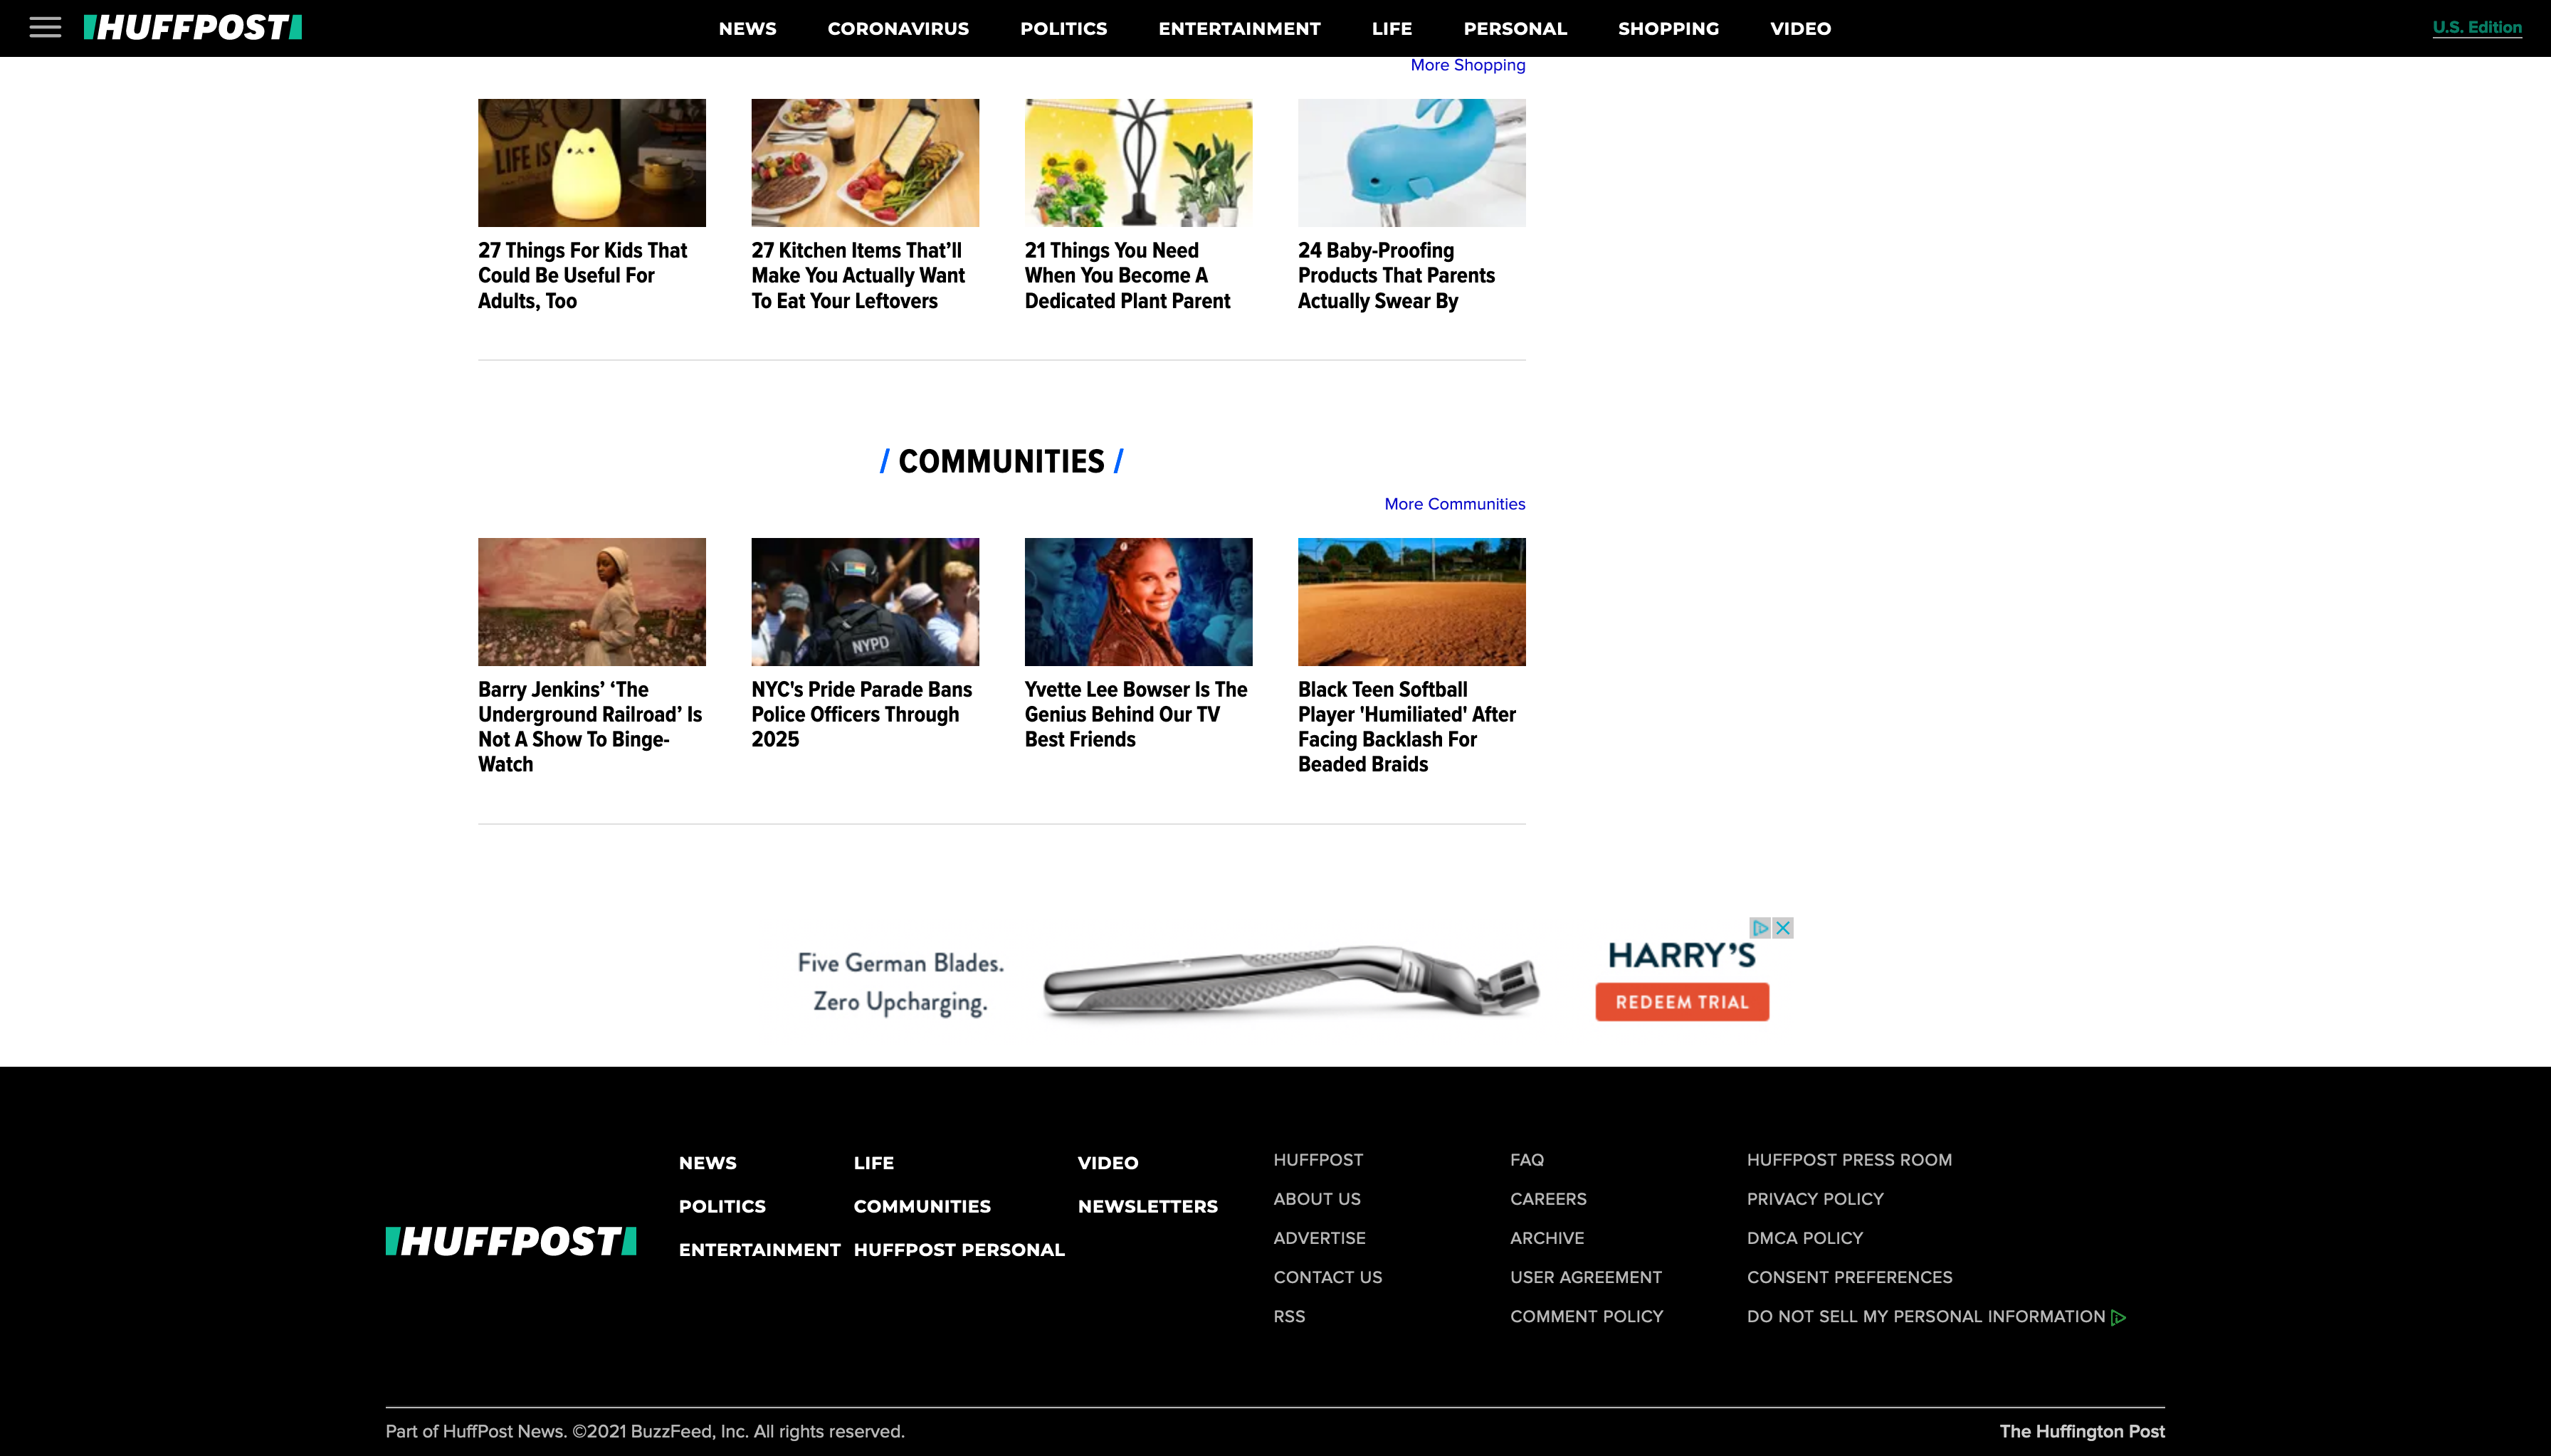 HUFFPOST
NEWS
CORONAVIRUS
POLITICS
ENTERTAINMENT
LIFE
PERSONAL
SHOPPING
VIDEO
U.S. Edition
More Shopping
LIFE IS
27 Things For Kids That
Could Be Useful For
Adults, Too
27 Kitchen Items That’ll
Make You Actually Want
To Eat Your Leftovers
21 Things You Need
When You Become A
Dedicated Plant Parent
24 Baby-Proofing
Products That Parents
Actually Swear By
/ COMMUNITIES /
More Communities
NYPD
Barry Jenkins’ ‘The
Underground Railroad’ Is
Not A Show To Binge-
Watch
NYC's Pride Parade Bans
Police Officers Through
2025
Yvette Lee Bowser Is The
Genius Behind Our TV
Best Friends
Black Teen Softball
Player 'Humiliated' After
Facing Backlash For
Beaded Braids
Five German Blades.
Zero Upcharging.
HARRY’S
REDEEM TRIAL
HUFFPOST
NEWS
POLITICS
ENTERTAINMENT
LIFE
COMMUNITIES
HUFFPOST PERSONAL
VIDEO
NEWSLETTERS
HUFFPOST
ABOUT US
ADVERTISE
CONTACT US
RSS
FAQ
CAREERS
ARCHIVE
USER AGREEMENT
COMMENT POLICY
HUFFPOST PRESS ROOM
PRIVACY POLICY
DMCA POLICY
CONSENT PREFERENCES
DO NOT SELL MY PERSONAL INFORMATION
Part of HuffPost News. ©2021 BuzzFeed, Inc. All rights reserved.
The Huffington Post